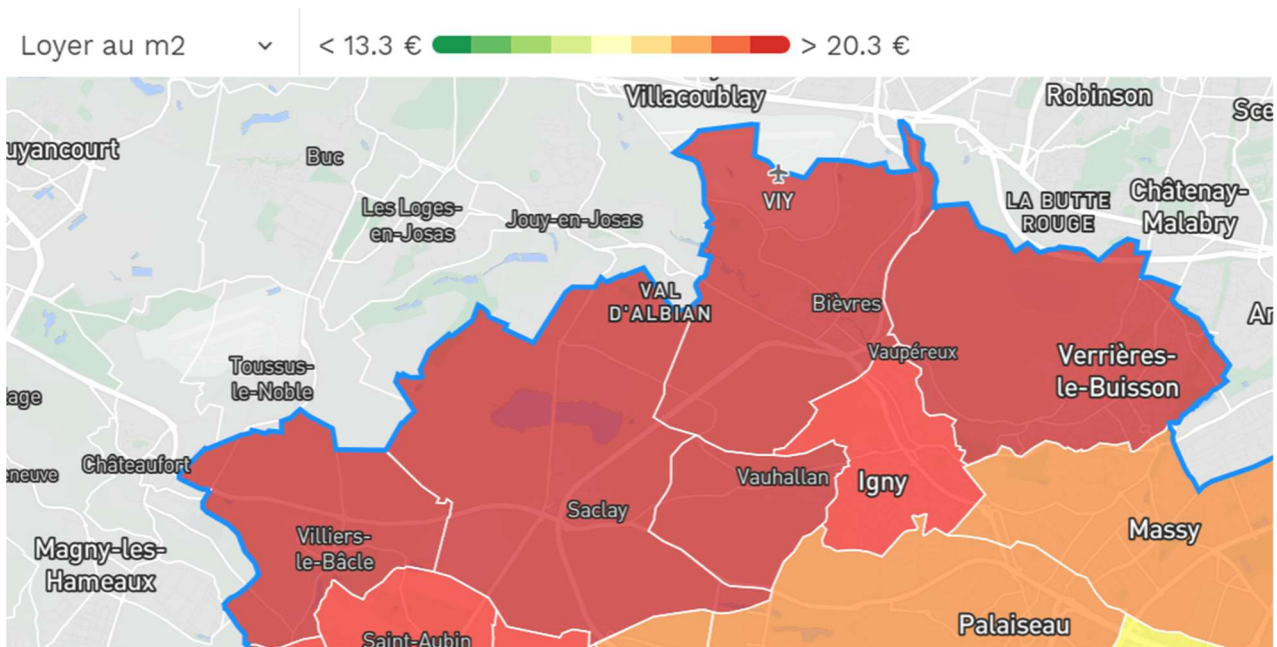 Loyer au m2
< 13.3 €
> 20.3 €
Villacoublay
Robinson
Sce
uyancourt
Buc
VIY
Les Loges-
en-Josas
Jouy-en-Josas
LA BUTTE
ROUGE
Châtenay-
Malabry
VAL
D'ALBIAN
Bièvres
Ar
Vaupéreux
Verrières-
le-Buisson
Toussus-
le-Noble
age
Châteaufort
eneuve
Vauhallan
Igny
Saclay
Villiers-
le-Bâcle
Massy
Magny-les-
Hameaux
Palaiseau
Saint-Aubin